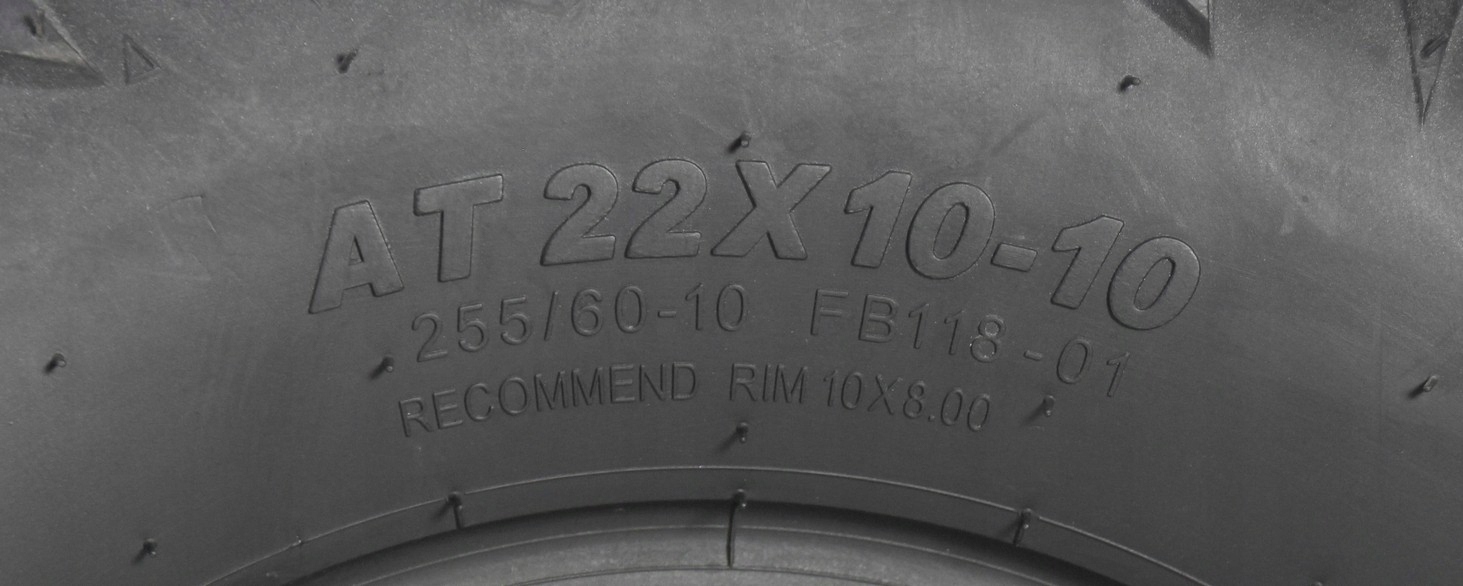 AT 22X10-10
255/60-10 FB118-01
RECOMMEND RIM 10X8.00